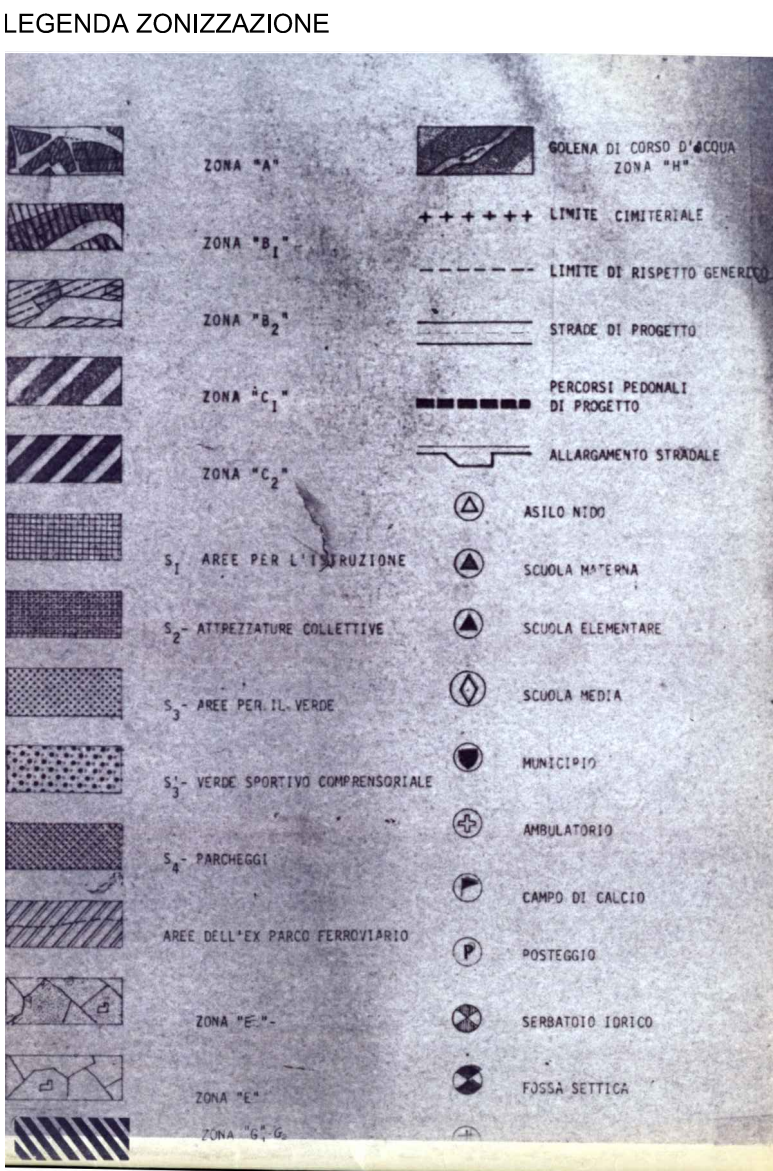 LEGENDA ZONIZZAZIONE
ZONA "A"
ZONA "B1"-
ZONA "B2"
ZONA "C1"
ZONA "C2"
S1 AREE PER L'ISTRUZIONE
S2- ATTREZZATURE COLLETTIVE
S3- AREE PER IL VERDE
S'3- VERDE SPORTIVO COMPRENSORIALE
S4- PARCHEGGI
AREE DELL'EX PARCO FERROVIARIO
ZONA "E"-
ZONA "E"
ZONA "G"
GOLENA DI CORSO D'ACQUA
ZONA "H"
LIMITE CIMITERIALE
LIMITE DI RISPETTO GENERICO
STRADE DI PROGETTO
PERCORSI PEDONALI
DI PROGETTO
ALLARGAMENTO STRADALE
ASILO NIDO
SCUOLA MATERNA
SCUOLA ELEMENTARE
SCUOLA MEDIA
MUNICIPIO
AMBULATORIO
CAMPO DI CALCIO
P POSTEGGIO
SERBATOIO IDRICO
FOSSA SETTICA